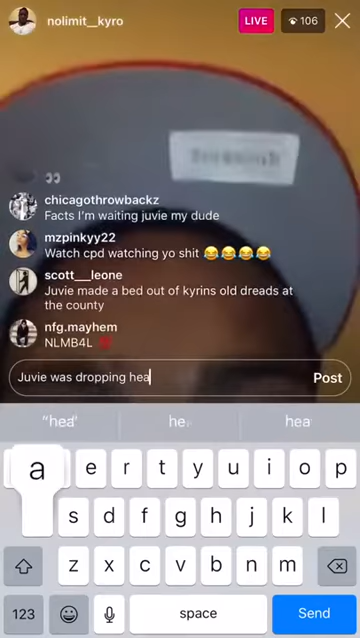 nolimit__kyro
LIVE
106
👀
chicagothrowbackz
Facts I'm waiting juvie my dude
mzpinkyy22
Watch cpd watching yo shit 😂😂😂😂
scott___leone
Juvie made a bed out of kyrins old dreads at
the county
nfg.mayhem
NLMB4L 💯
Juvie was dropping hea
Post
"hea" he hea
a e r t y u i o p
s d f g h j k l
z x c v b n m
123 space Send